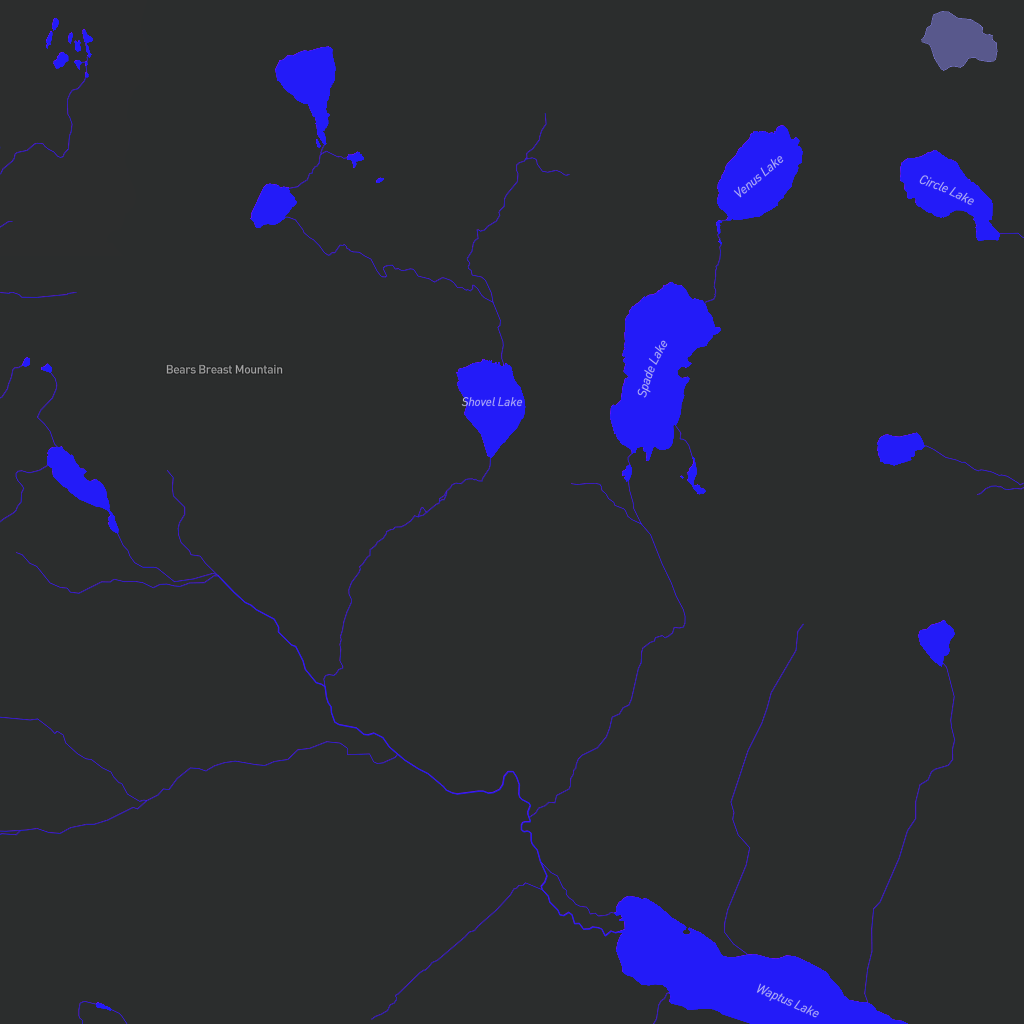 Venus Lake
Circle Lake
Spade Lake
Bears Breast Mountain
Shovel Lake
Waptus Lake